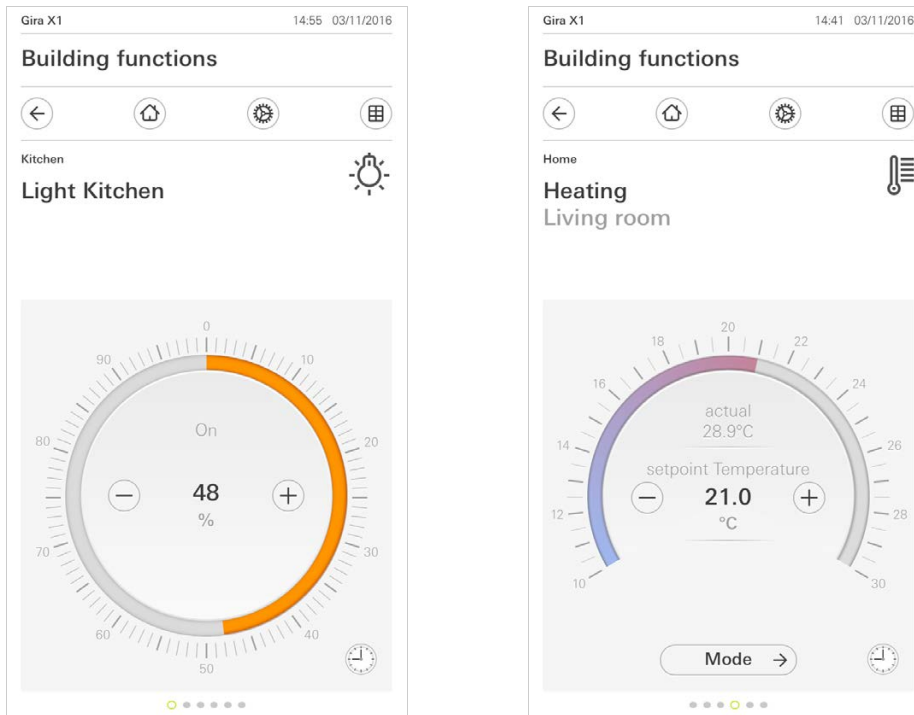 Gira X1 14:55 03/11/2016
Building functions
Kitchen
Light Kitchen
0
90 10
On
80 20
48
%
70 30
60 40
50
Gira X1 14:41 03/11/2016
Building functions
Home
Heating
Living room
20
18 22
16 24
actual
28.9°C
14 26
setpoint Temperature
21.0
12 28
°C
10 30
Mode